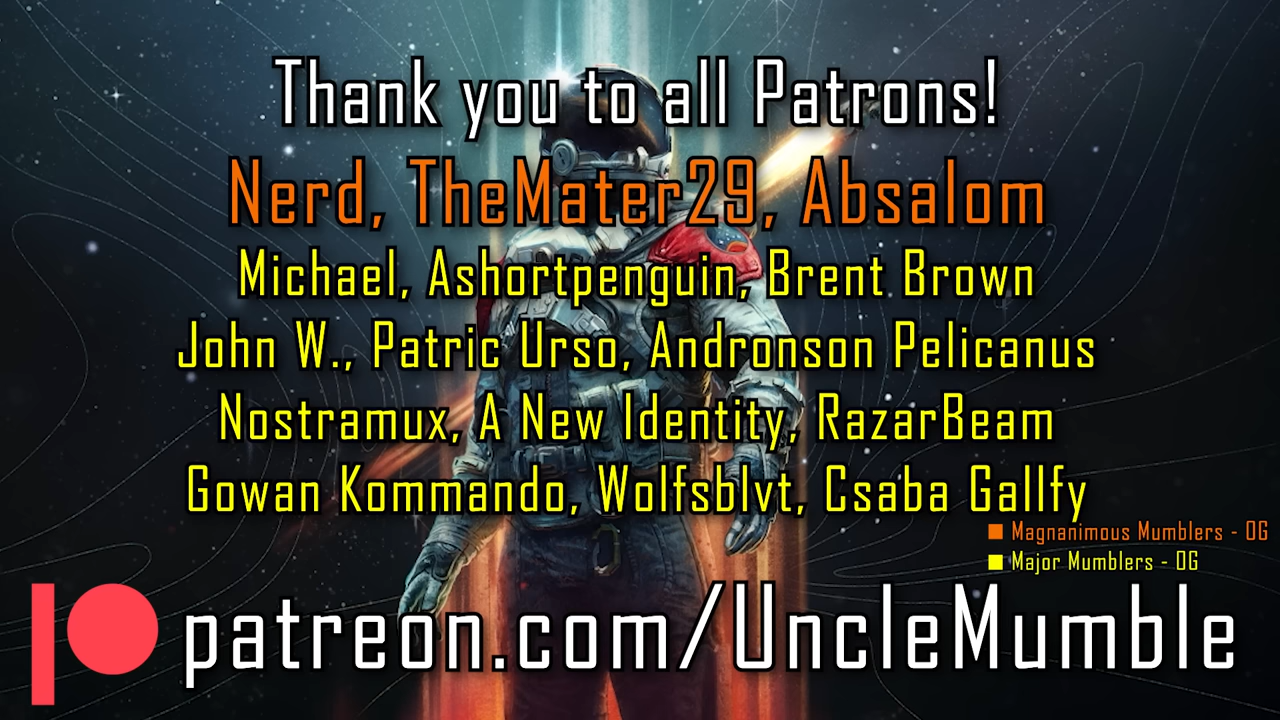 Thank you to all Patrons!
Nerd, TheMater29, Absalom
Michael, Ashortpenguin, Brent Brown
John W., Patric Urso, Andronson Pelicanus
Nostramux, A New Identity, RazarBeam
Gowan Kommando, Wolfsblvt, Csaba Gallfy
Magnanimous Mumblers - OG
Major Mumblers - OG
patreon.com/UncleMumble